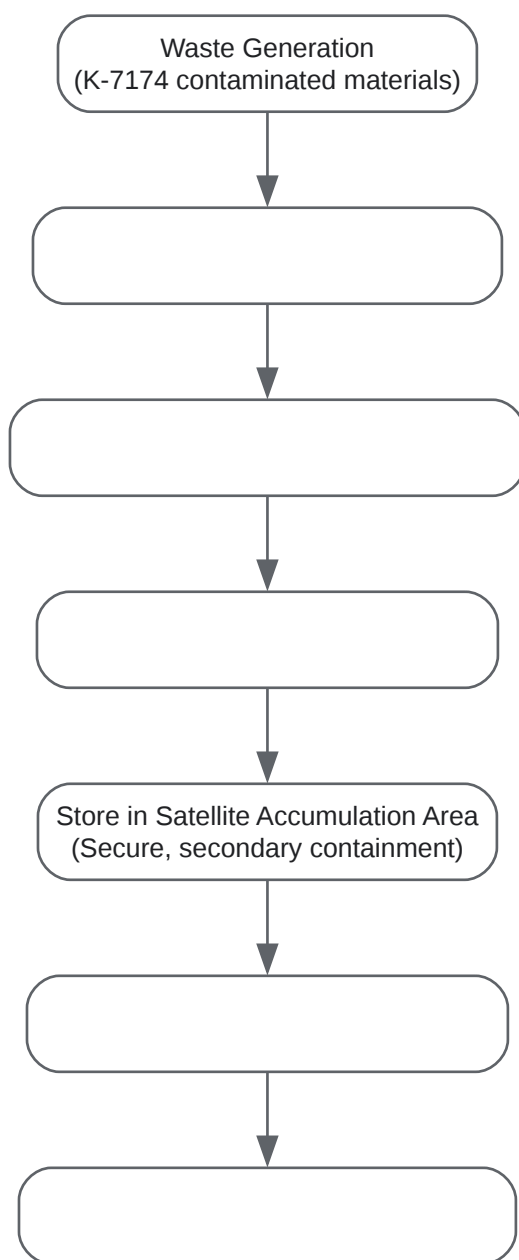 Waste Generation
(K-7174 contaminated materials)
Store in Satellite Accumulation Area
(Secure, secondary containment)